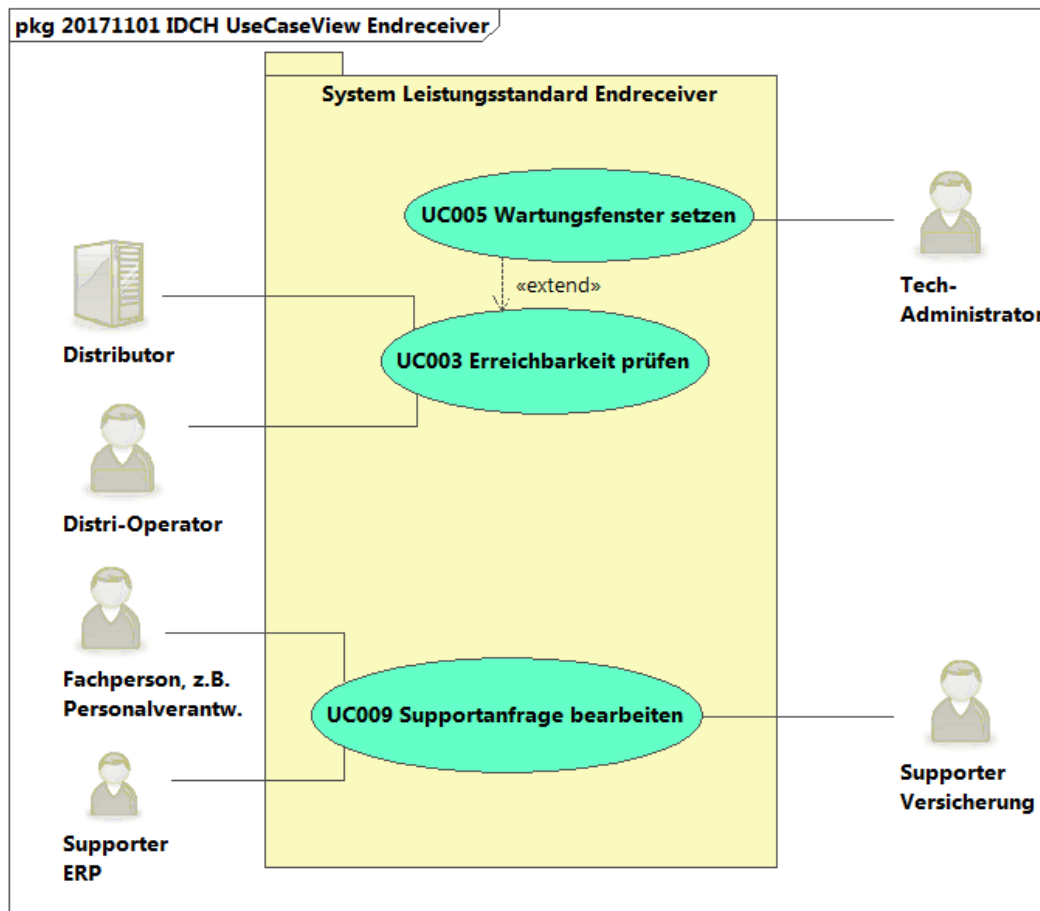 pkg 20171101 IDCH UseCaseView Endreceiver
System Leistungsstandard Endreceiver
UC005 Wartungsfenster setzen
«extend»
Tech-
Administrator
Distributor
UC003 Erreichbarkeit prüfen
Distri-Operator
Fachperson, z.B.
Personalverantw.
UC009 Supportanfrage bearbeiten
Supporter
Versicherung
Supporter
ERP